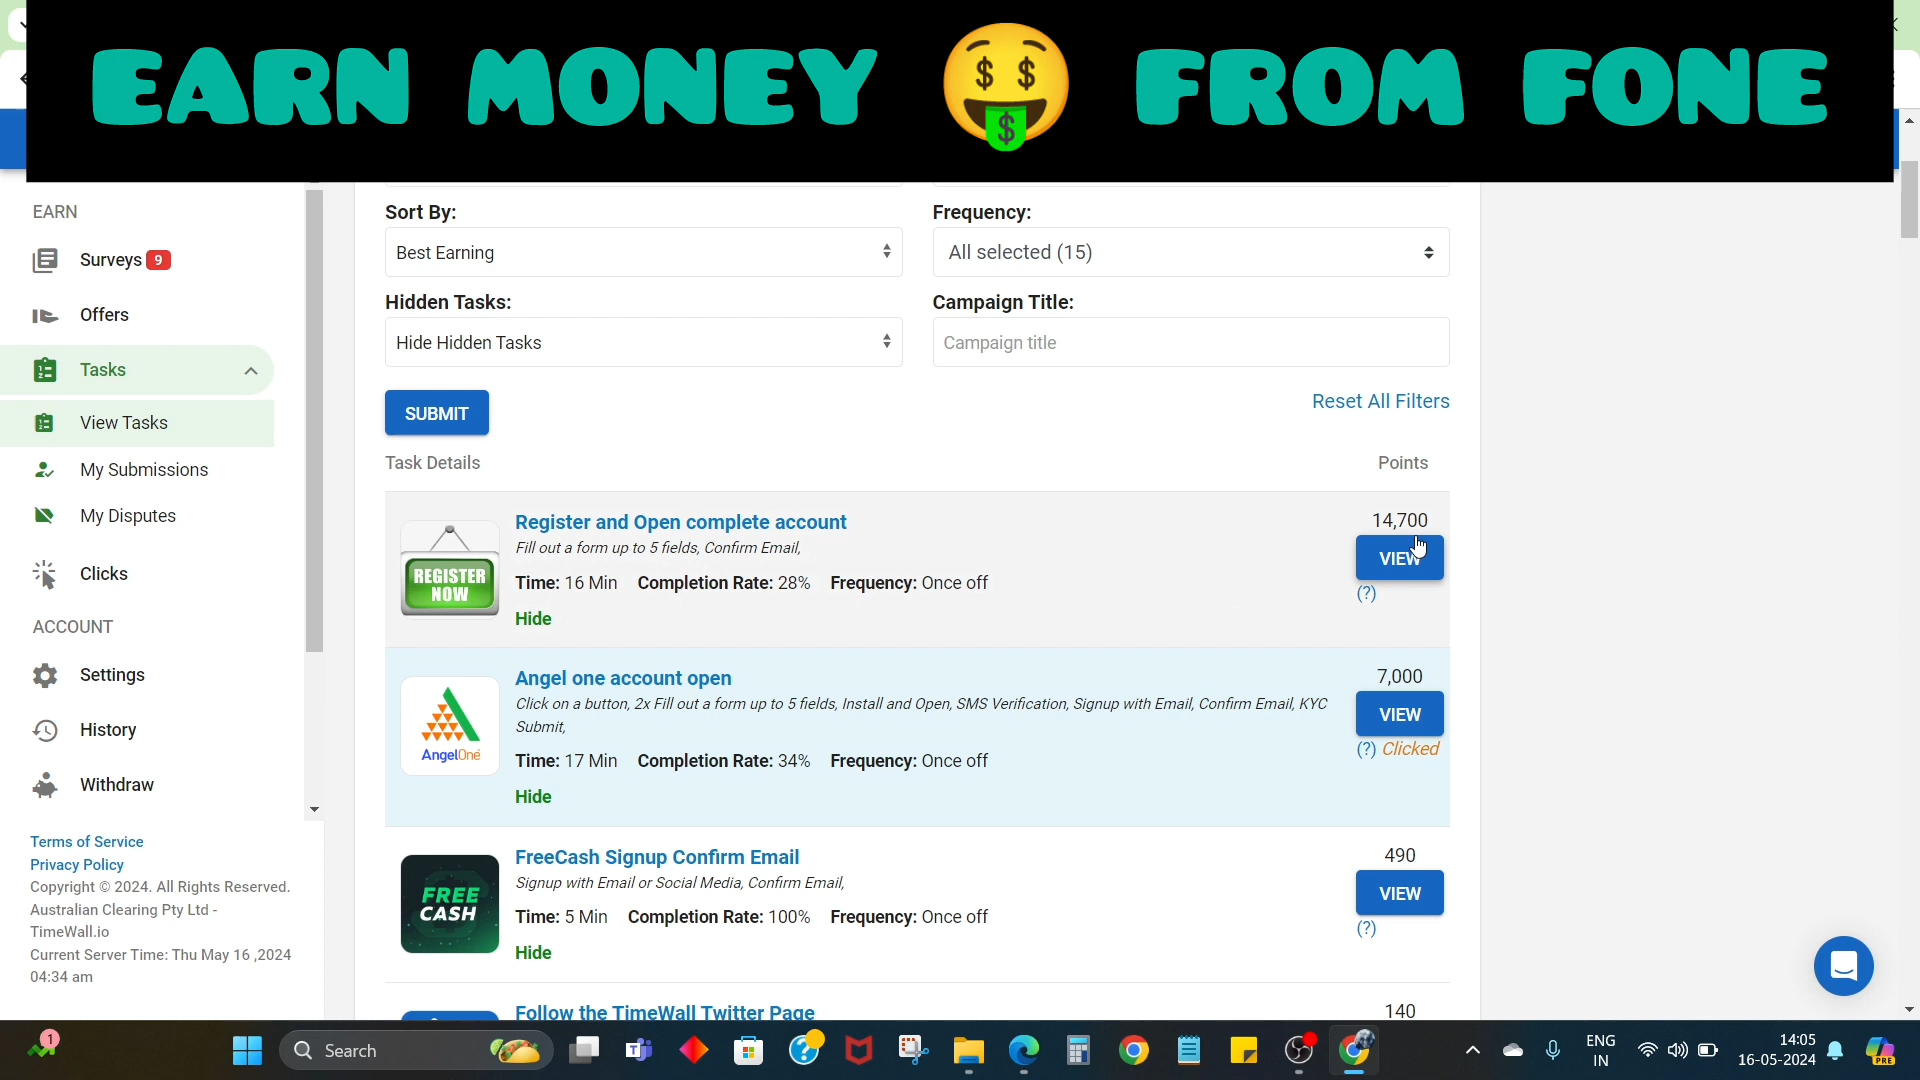 EARN MONEY FROM FONE
EARN
Sort By:
Frequency:
Surveys 9
Best Earning
All selected (15)
Offers
Hidden Tasks:
Campaign Title:
Hide Hidden Tasks
Campaign title
Tasks
SUBMIT
Reset All Filters
View Tasks
My Submissions
Task Details
Points
My Disputes
Register and Open complete account
14,700
Fill out a form up to 5 fields, Confirm Email,
REGISTER
NOW
VIEW
Clicks
Time: 16 Min Completion Rate: 28% Frequency: Once off
(?)
Hide
ACCOUNT
Settings
Angel one account open
7,000
Click on a button, 2x Fill out a form up to 5 fields, Install and Open, SMS Verification, Signup with Email, Confirm Email, KYC
Submit,
VIEW
AngelOne
Time: 17 Min Completion Rate: 34% Frequency: Once off
(?) Clicked
Hide
History
Withdraw
Terms of Service
Privacy Policy
Copyright © 2024. All Rights Reserved.
Australian Clearing Pty Ltd -
TimeWall.io
Current Server Time: Thu May 16 ,2024
04:34 am
FreeCash Signup Confirm Email
490
Signup with Email or Social Media, Confirm Email,
FREE
CASH
VIEW
Time: 5 Min Completion Rate: 100% Frequency: Once off
(?)
Hide
Follow the TimeWall Twitter Page
140
1
Search
ENG
IN
14:05
16-05-2024
PRE